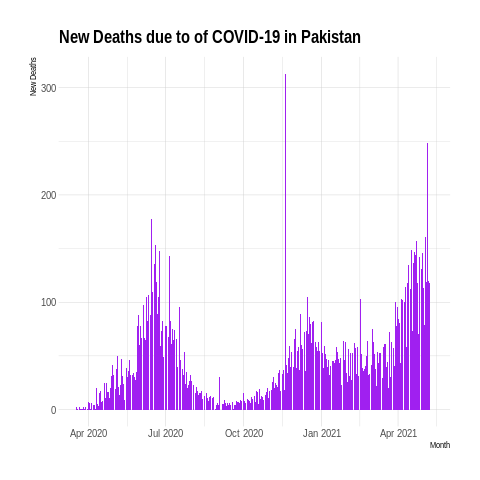 New Deaths due to of COVID-19 in Pakistan
New Deaths
300
200
100
0
Apr 2020 Jul 2020 Oct 2020 Jan 2021 Apr 2021
Month